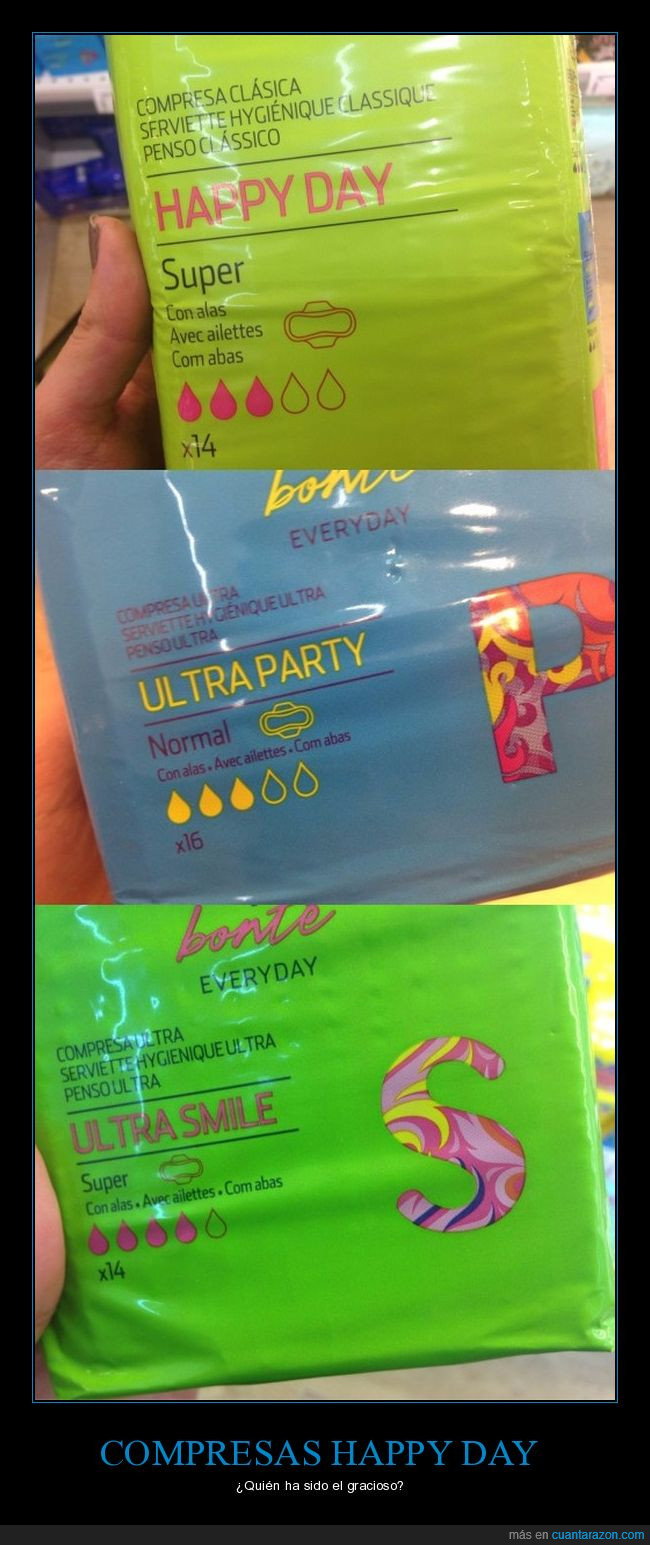 COMPRESA CLÁSICA
SERVIETTE HYGIÉNIQUE CLASSIQUE
PENSO CLÁSSICO
HAPPY DAY
Super
Con alas
Avec ailettes
Com abas
x14
bonté
EVERYDAY
COMPRESA ULTRA
SERVIETTE HYGIÉNIQUE ULTRA
PENSO ULTRA
ULTRA PARTY
Normal
Con alas • Avec ailettes • Com abas
x16
P
bonté
EVERYDAY
COMPRESA ULTRA
SERVIETTE HYGIENIQUE ULTRA
PENSO ULTRA
ULTRA SMILE
Super
Con alas • Avec ailettes • Com abas
x14
S
COMPRESAS HAPPY DAY
¿Quién ha sido el gracioso?
más en cuantarazon.com